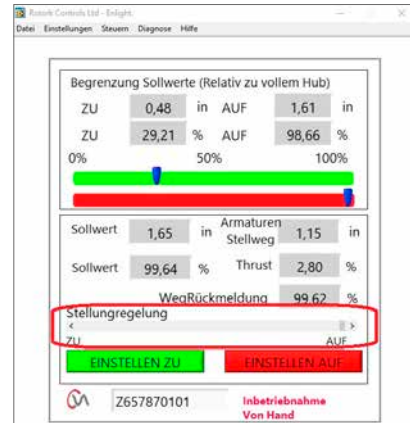 Rotork Controls Ltd - Enlight.
Datei Einstellungen Steuern Diagnose Hilfe
Begrenzung Sollwerte (Relativ zu vollem Hub)
ZU 0,48 in AUF 1,61 in
ZU 29,21 % AUF 98,66 %
0% 50% 100%
Sollwert 1,65 in Armaturen Stellweg 1,15 in
Sollwert 99,64 % Thrust 2,80 %
WegRückmeldung 99,62 %
Stellungregelung
< >
ZU AUF
EINSTELLEN ZU EINSTELLEN AUF
Z657870101 Inbetriebnahme
Von Hand